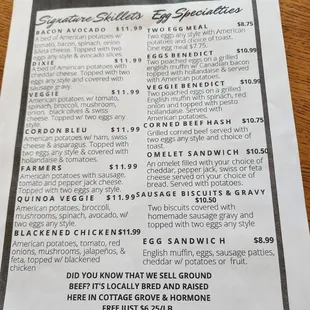 Signature Skillets
BACON AVOCADO $11.99
A bed of American potatoes w/
tomato, bacon, spinach, onion
feta cheese. Topped with two
eggs any style & avocado slices.
DIXIE $11.99
A bed of American potatoes with
cheddar cheese. Topped with two
eggs any style and covered with
sausage gravy
VEGGIE $11.99
American potatoes, w/ tomato,
spinach, broccoli, mushroom,
onion, black olives & swiss
cheese. Topped w/ two eggs
any style.
CORDON BLU $11.99
American potatoes w/ ham, swiss
cheese & asparagus. Topped with
two eggs any style & covered with
hollandaise & tomatoes.
FARMERS $11.99
American potatoes with sausage,
tomato and pepper jack cheese.
Topped with two eggs any style.
QUINOA VEGGIE $11.99
American potatoes, broccoli,
mushrooms, spinach, avocado, w/
two eggs any style.
BLACKENED CHICKEN $11.99
American potatoes, tomato, red
onions, mushrooms, jalapeños, &
feta, topped w/ blackened
chicken
Egg Specialties
TWO EGG MEAL $8.75
Two eggs any style with American
potatoes and choice of toast.
One egg meal $7.75.
EGGS BENEDICT $10.99
Two poached eggs on a grilled
english muffin w/ Canadian bacon
topped with hollandaise & served
with American potatoes.
VEGGIE BENEDICT $10.99
Two poached eggs on a grilled
English muffin with spinach, red
onion and topped with pesto
hollandaise. Served with
American potatoes.
CORNED BEEF HASH $10.75
Grilled corned beef served with
two eggs any style and choice of
toast.
OMELET SANDWICH $10.50
An omelet filled with your choice of
cheddar, pepper jack, swiss or feta
cheese served on your choice of
bread. Served with potatoes.
SAUSAGE BISCUITS & GRAVY
$10.50
Two biscuits covered with
homemade sausage gravy and
topped with two eggs any style.
EGG SANDWICH $8.99
English muffin, eggs, sausage patties,
cheddar w/ potatoes or fruit.
DID YOU KNOW THAT WE SELL GROUND
BEEF? IT'S LOCALLY BRED AND RAISED
HERE IN COTTAGE GROVE & HORMONE
FREE JUST $6.25/LB